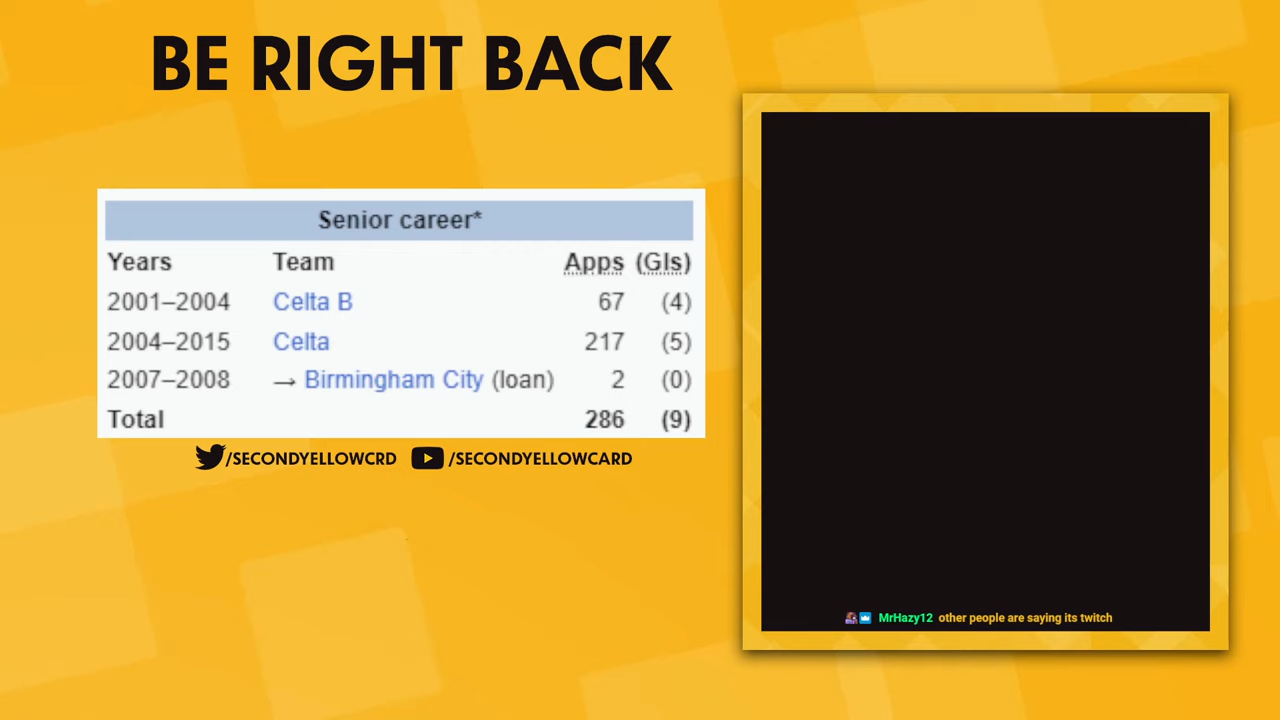 BE RIGHT BACK
Senior career*
Years Team Apps (Gls)
2001–2004 Celta B 67 (4)
2004–2015 Celta 217 (5)
2007–2008 → Birmingham City (loan) 2 (0)
Total 286 (9)
/SECONDYELLOWCRD /SECONDYELLOWCARD
MrHazy12 other people are saying its twitch